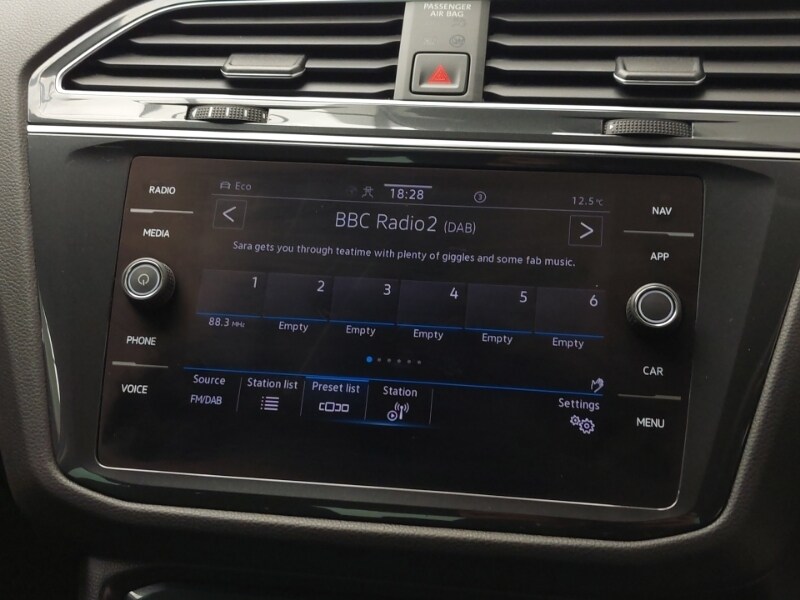 PASSENGER
AIR BAG
RADIO
MEDIA
PHONE
VOICE
Eco
18:28
3
12.5 °C
<
BBC Radio2 (DAB)
>
Sara gets you through teatime with plenty of giggles and some fab music.
1 2 3 4 5 6
88.3 MHz Empty Empty Empty Empty Empty
Source Station list Preset list Station Settings
FM/DAB
NAV
APP
CAR
MENU